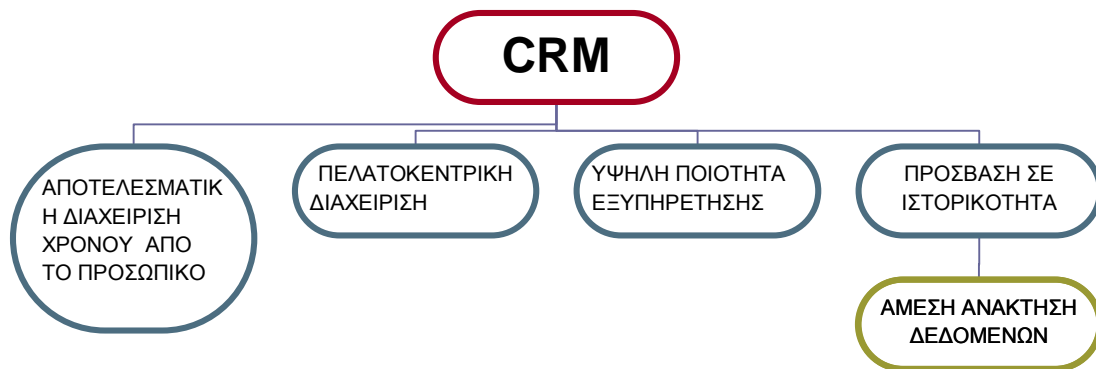 CRM
ΑΠΟΤΕΛΕΣΜΑΤΙΚ
Η ΔΙΑΧΕΙΡΙΣΗ
ΧΡΟΝΟΥ ΑΠΟ
ΤΟ ΠΡΟΣΩΠΙΚΟ
ΠΕΛΑΤΟΚΕΝΤΡΙΚΗ
ΔΙΑΧΕΙΡΙΣΗ
ΥΨΗΛΗ ΠΟΙΟΤΗΤΑ
ΕΞΥΠΗΡΕΤΗΣΗΣ
ΠΡΟΣΒΑΣΗ ΣΕ
ΙΣΤΟΡΙΚΟΤΗΤΑ
ΑΜΕΣΗ ΑΝΑΚΤΗΣΗ
ΔΕΔΟΜΕΝΩΝ